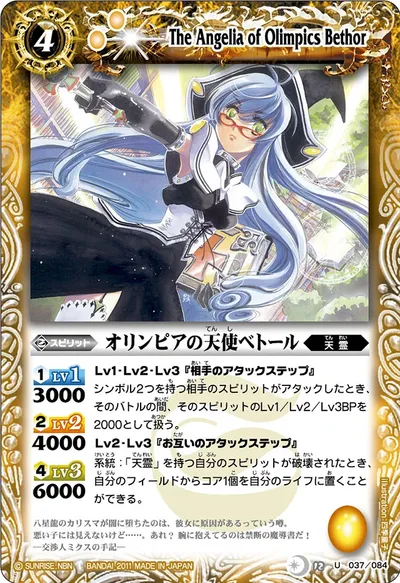 4
The Angelia of Olimpics Bethor
スピリット
オリンピアの天使ベトール
天霊
1 LV1 3000
2 LV2 4000
4 LV3 6000
Lv1・Lv2・Lv3『相手のアタックステップ』
シンボル2つを持つ相手のスピリットがアタックしたとき、
そのバトルの間、そのスピリットのLv1/Lv2/Lv3BPを
2000として扱う。
Lv2・Lv3『お互いのアタックステップ』
系統:「天霊」を持つ自分のスピリットが破壊されたとき、
自分のフィールドからコア1個を自分のライフに置くこと
ができる。
八星龍のカリスマが闇に堕ちたのは、彼女に原因があるっていう噂。
悪い子には見えないけど……、あれ? 腕に抱えてるのは禁断の魔導書だ!
―交渉人ミクスの手記―
© SUNRISE・NBN
BANDAI 2011 MADE IN JAPAN
12
U 037/084